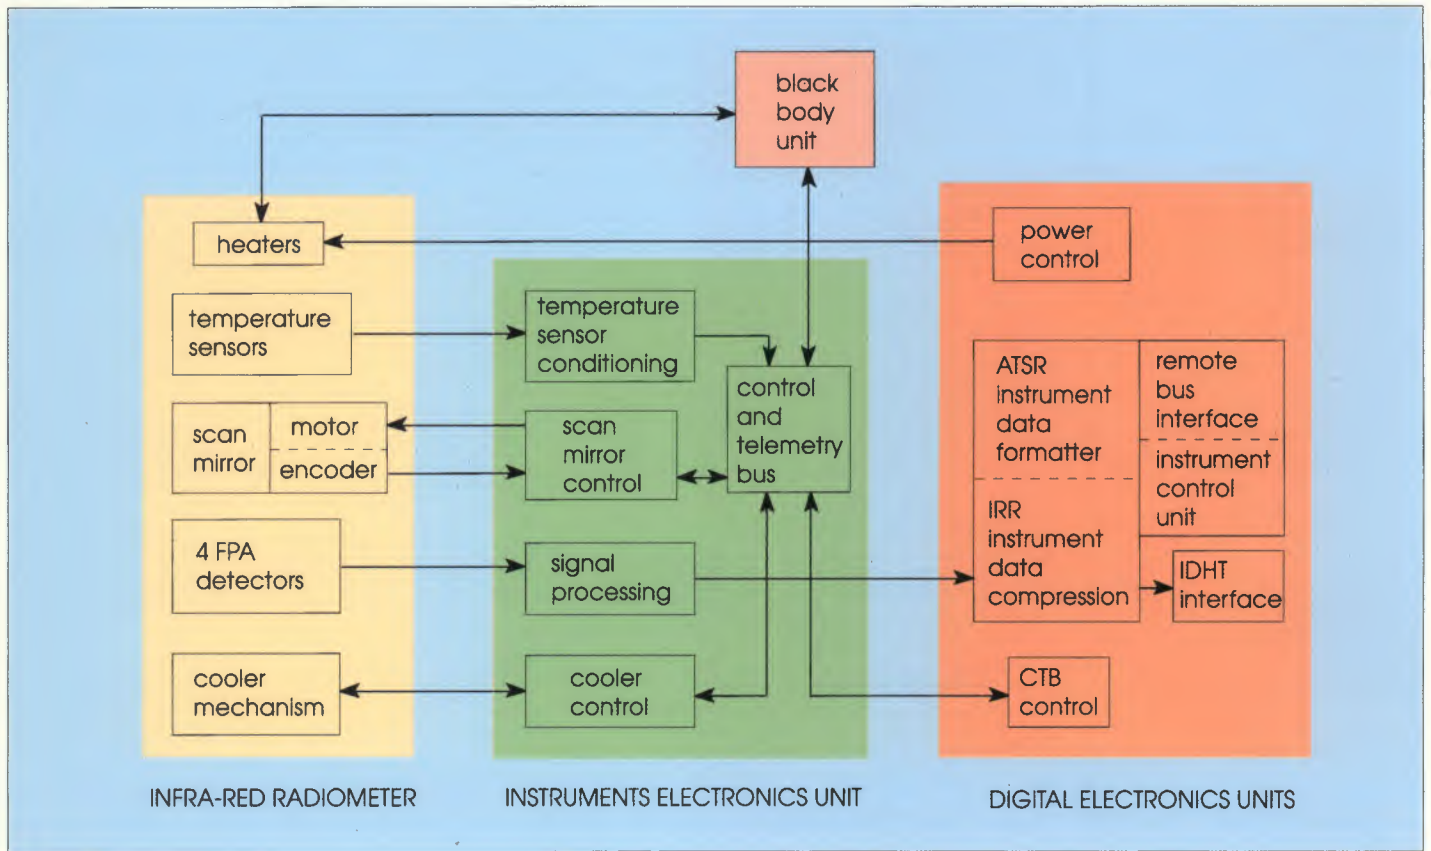 black
body
unit
heaters
temperature
sensors
scan
mirror
motor
encoder
4 FPA
detectors
cooler
mechanism
INFRA-RED RADIOMETER
temperature
sensor
conditioning
scan
mirror
control
signal
processing
cooler
control
control
and
telemetry
bus
INSTRUMENTS ELECTRONICS UNIT
power
control
ATSR
instrument
data
formatter
IRR
instrument
data
compression
remote
bus
interface
instrument
control
unit
IDHT
interface
CTB
control
DIGITAL ELECTRONICS UNITS